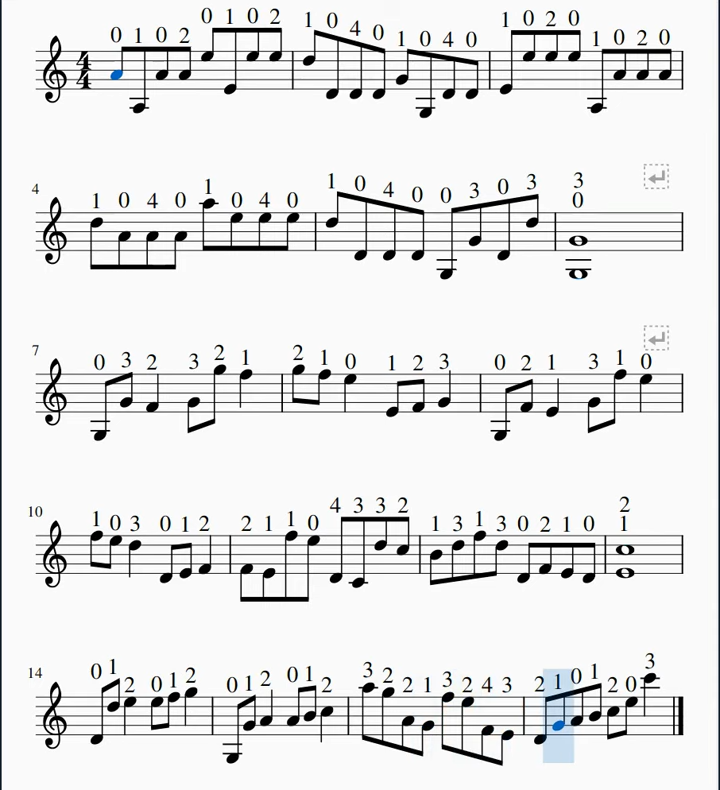 0 1 0 2 0 1 0 2 1 0 4 0 1 0 4 0 1 0 2 0 1 0 2 0
4
4
4
1 0 4 0 1 0 4 0 1 0 4 0 0 3 0 3 3
0
7
0 3 2 3 2 1 2 1 0 1 2 3 0 2 1 3 1 0
10
1 0 3 0 1 2 2 1 1 0 4 3 3 2 1 3 1 3 0 2 1 0 2
1
14
0 1 2 0 1 2 0 1 2 0 1 2 3 2 2 1 3 2 4 3 2 1 0 1 2 0 3